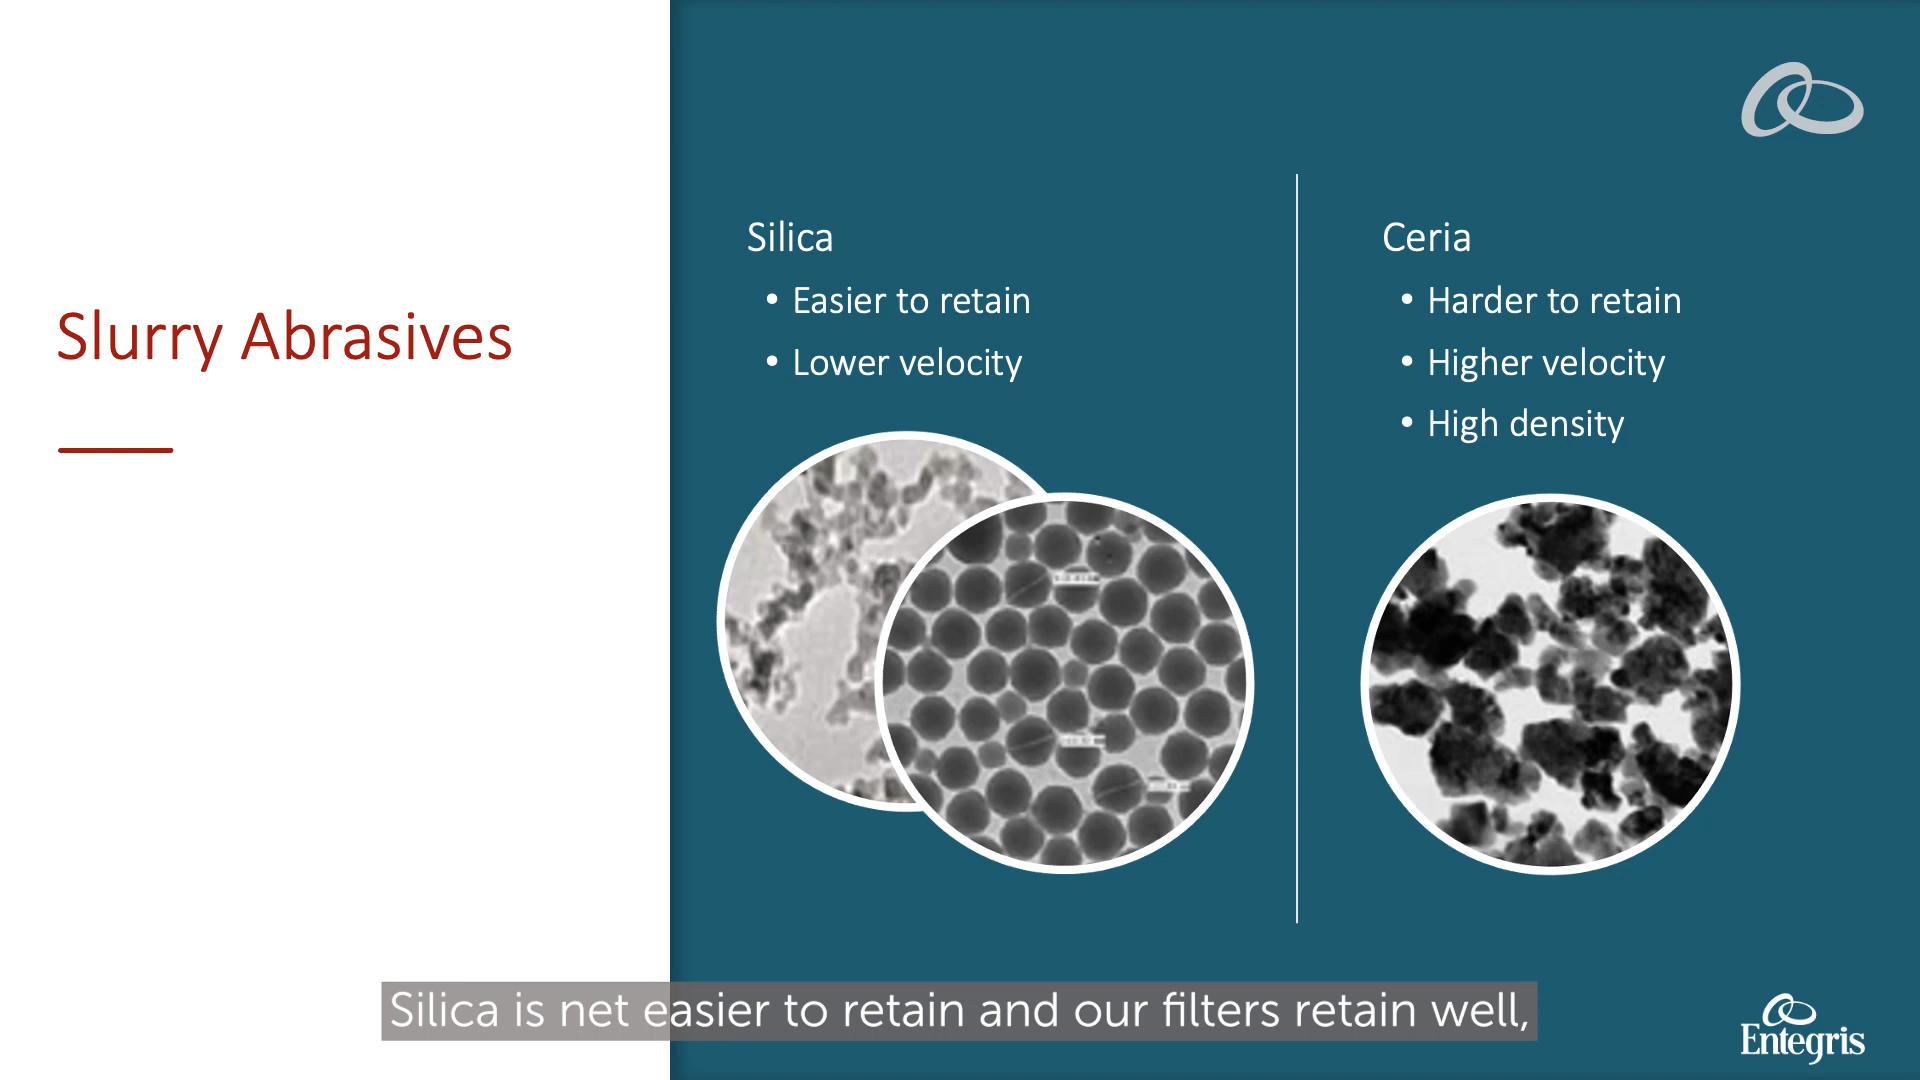 Slurry Abrasives
Silica
• Easier to retain
• Lower velocity
Ceria
• Harder to retain
• Higher velocity
• High density
Silica is net easier to retain and our filters retain well,
Entegris